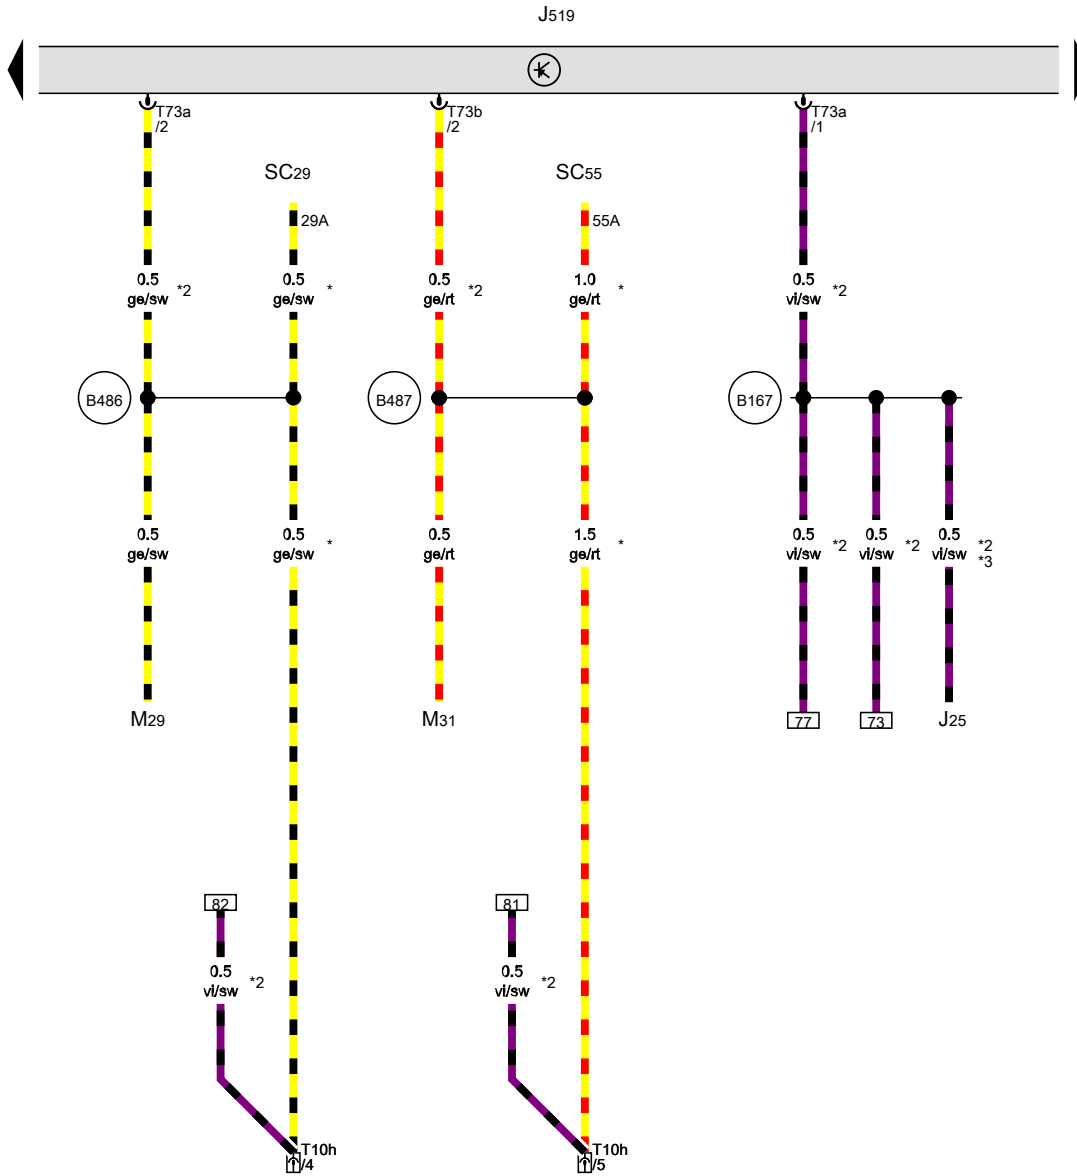 J519
T73a
/2
T73b
/2
T73a
/1
SC29
SC55
29A
55A
0.5
ge/sw *2
0.5
ge/sw *
0.5
ge/rt *2
1.0
ge/rt *
0.5
vi/sw *2
B486
B487
B167
0.5
ge/sw
0.5
ge/sw *
0.5
ge/rt
1.5
ge/rt *
0.5
vi/sw *2
0.5
vi/sw *2
0.5
vi/sw *2
*3
M29
M31
77
73
J25
82
81
0.5
vi/sw *2
0.5
vi/sw *2
T10h
/4
T10h
/5